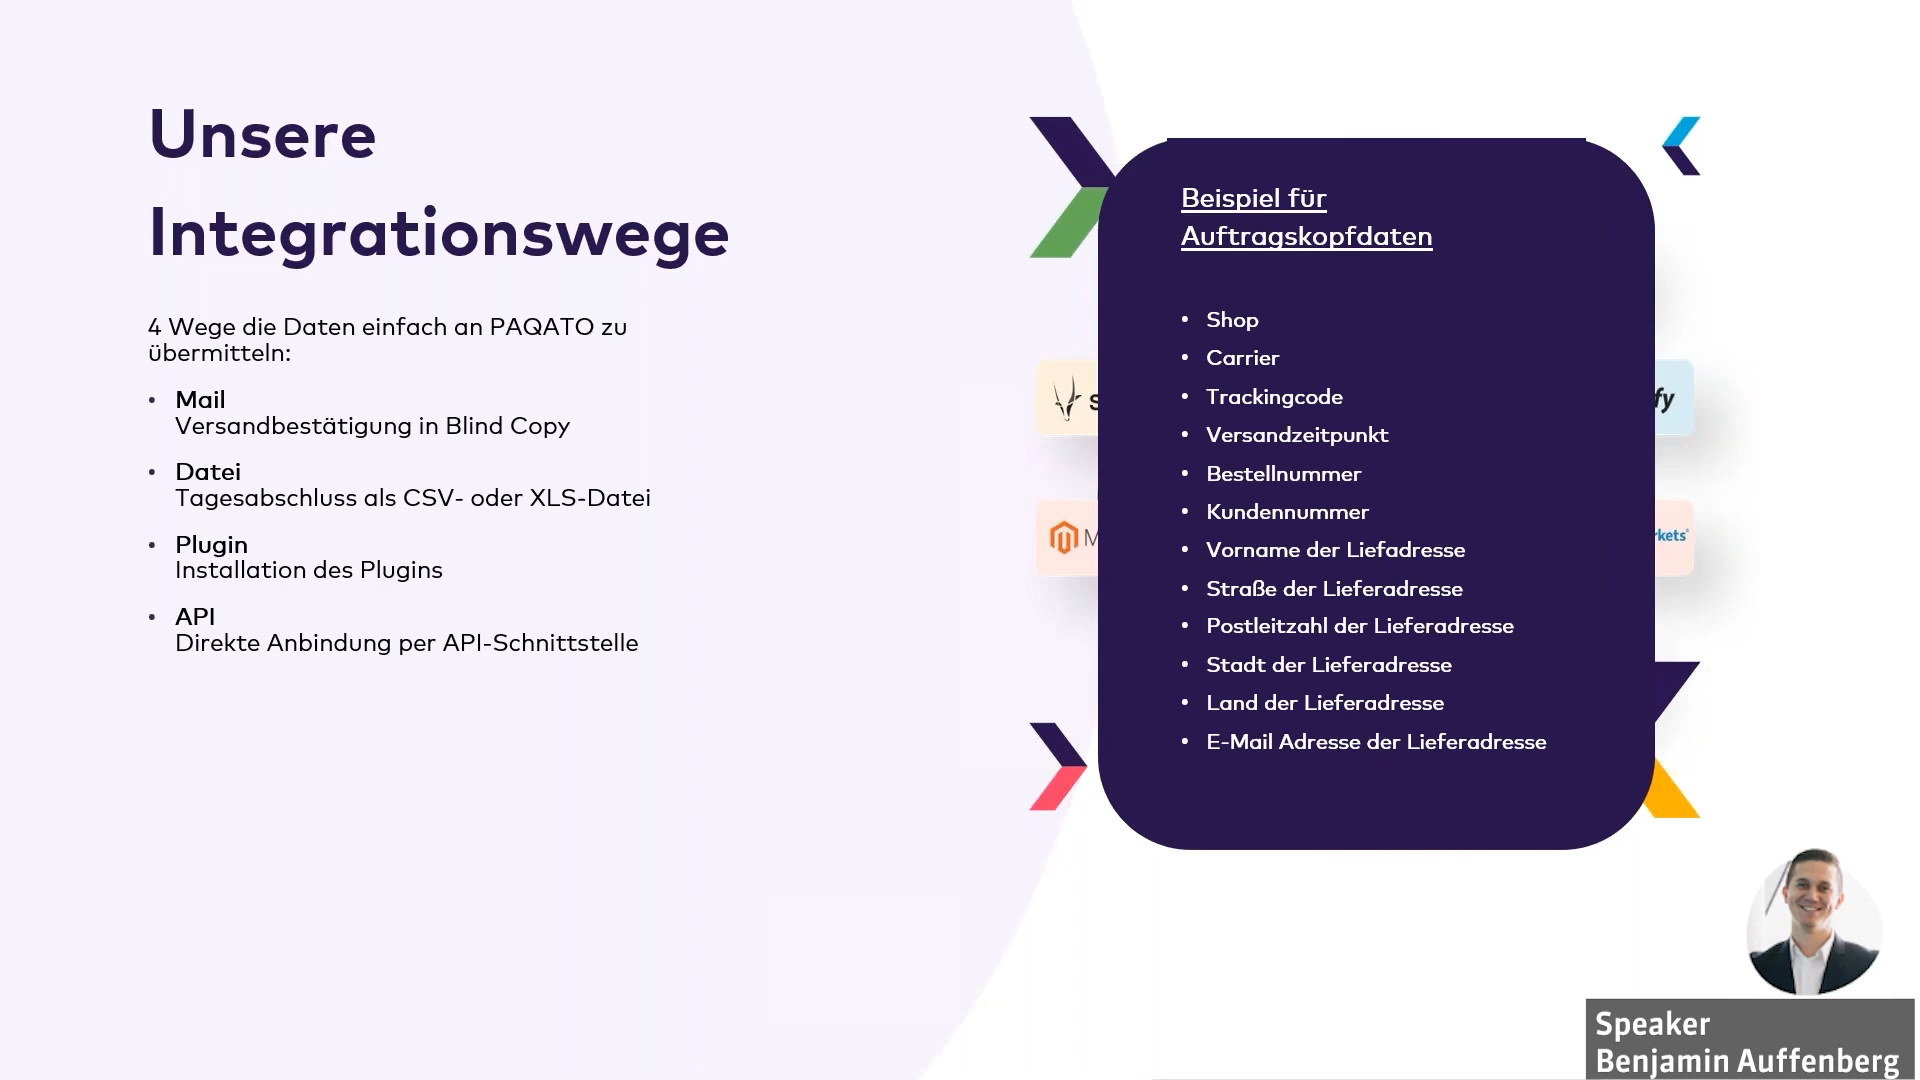 Unsere
Integrationswege
4 Wege die Daten einfach an PAQATO zu
übermitteln:
• Mail
Versandbestätigung in Blind Copy
• Datei
Tagesabschluss als CSV- oder XLS-Datei
• Plugin
Installation des Plugins
• API
Direkte Anbindung per API-Schnittstelle
Beispiel für
Auftragskopfdaten
• Shop
• Carrier
• Trackingcode
• Versandzeitpunkt
• Bestellnummer
• Kundennummer
• Vorname der Liefadresse
• Straße der Lieferadresse
• Postleitzahl der Lieferadresse
• Stadt der Lieferadresse
• Land der Lieferadresse
• E-Mail Adresse der Lieferadresse
Speaker
Benjamin Auffenberg